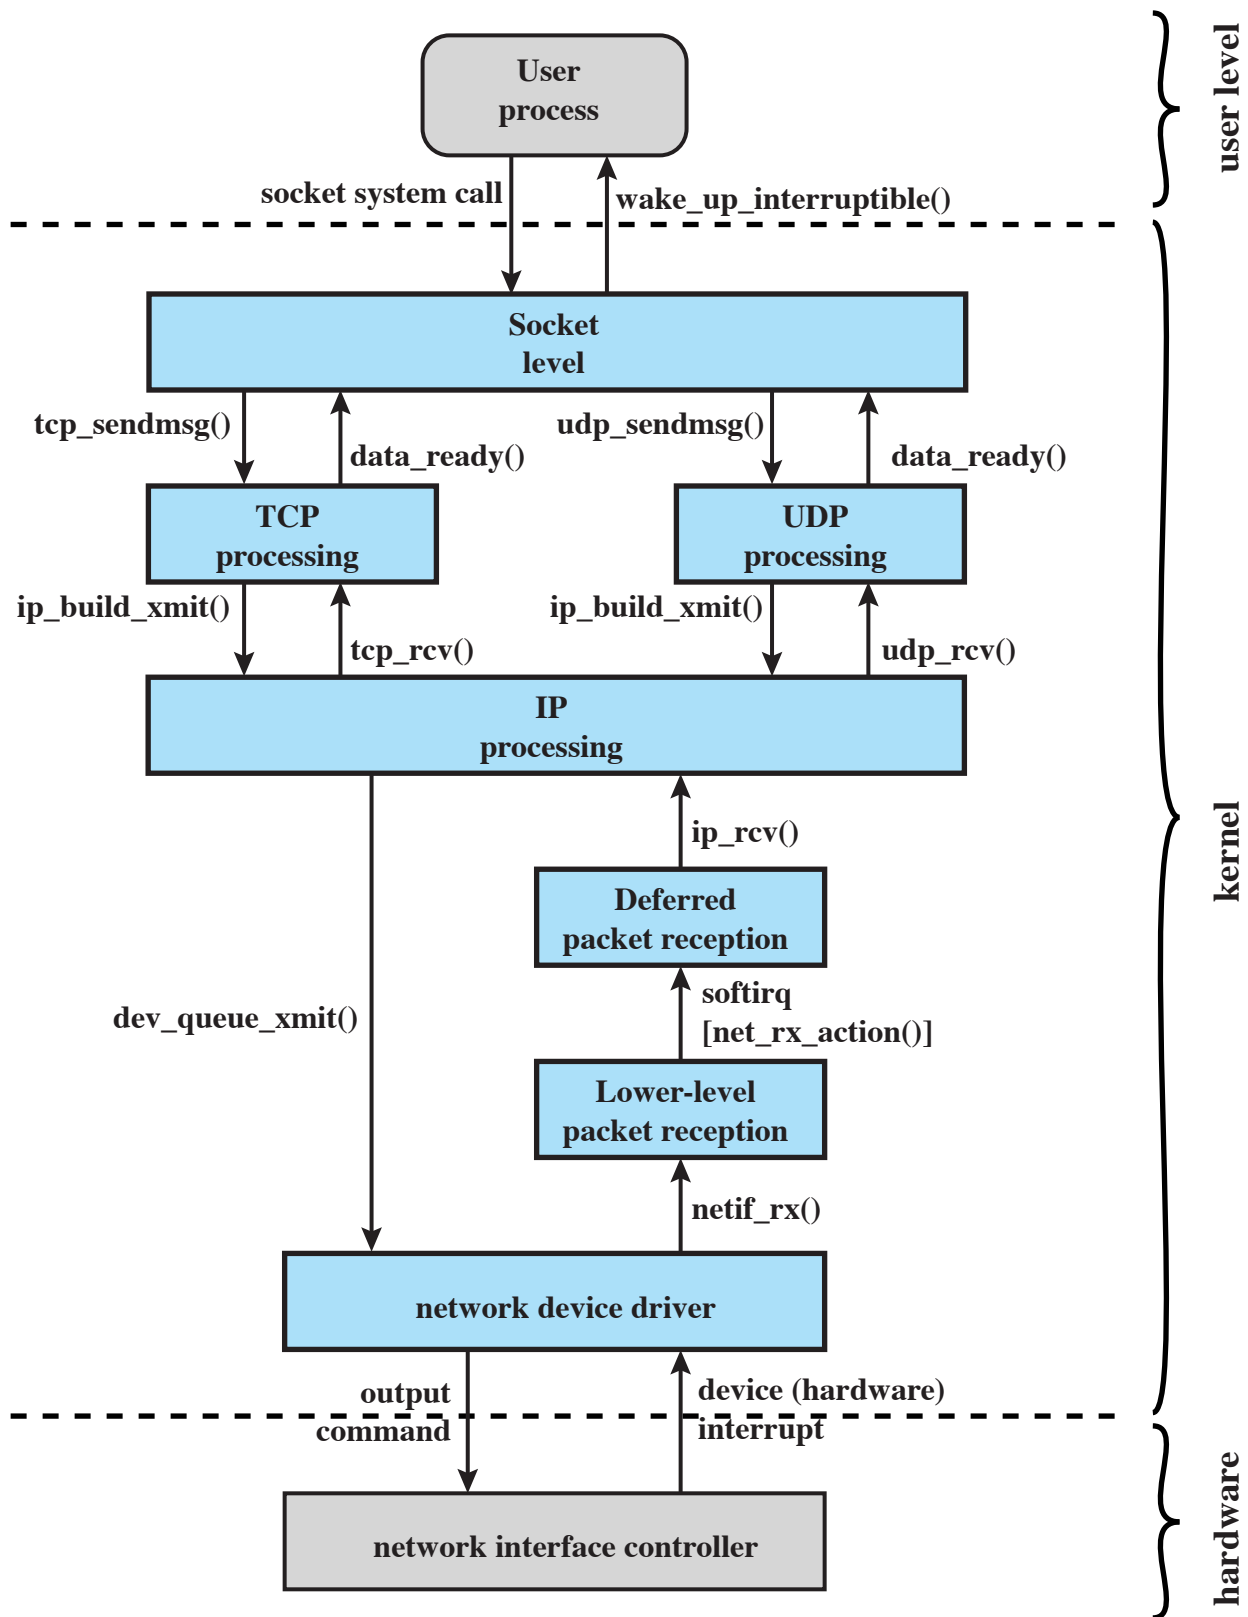 User
process
user level
socket system call
wake_up_interruptible()
Socket
level
tcp_sendmsg()
data_ready()
udp_sendmsg()
data_ready()
TCP
processing
UDP
processing
ip_build_xmit()
tcp_rcv()
ip_build_xmit()
udp_rcv()
IP
processing
ip_rcv()
kernel
Deferred
packet reception
dev_queue_xmit()
softirq
[net_rx_action()]
Lower-level
packet reception
netif_rx()
network device driver
output
command
device (hardware)
interrupt
network interface controller
hardware